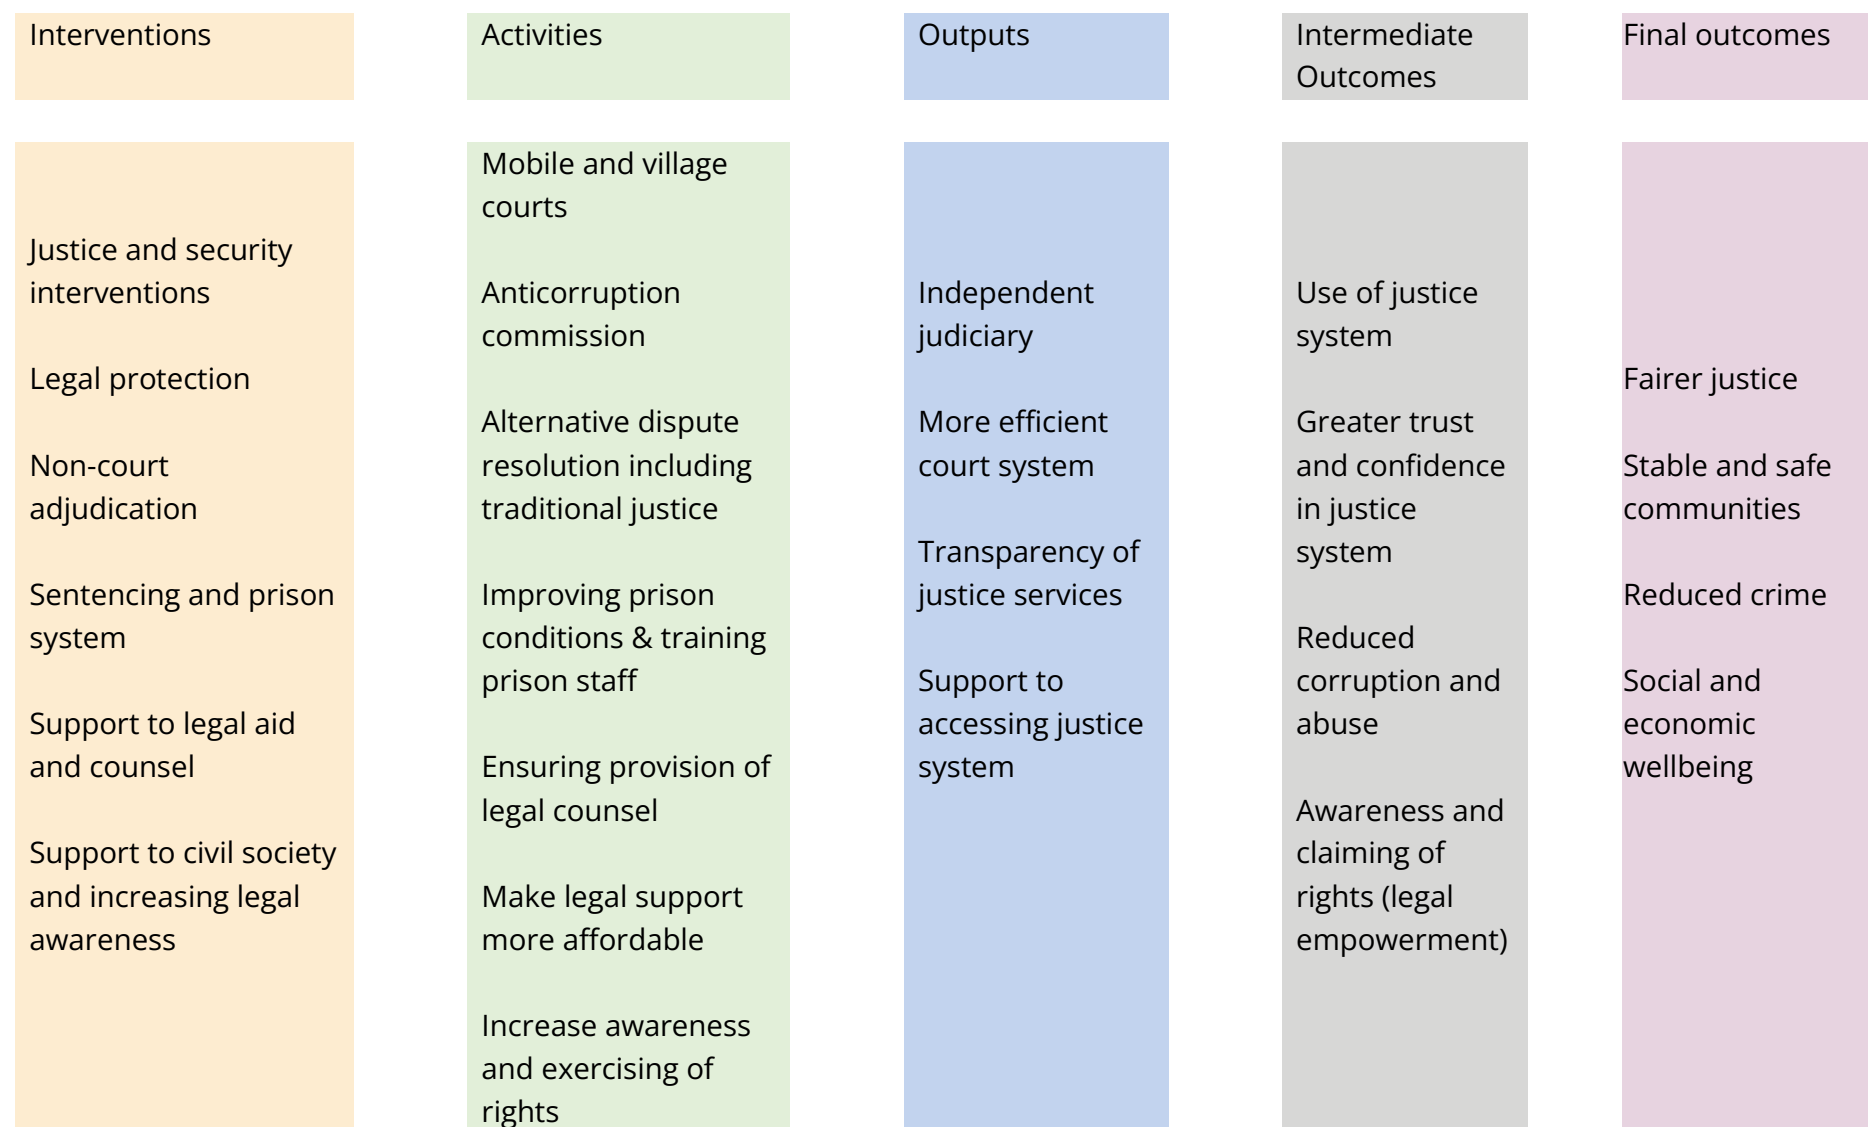 Interventions
Activities
Outputs
Intermediate
Outcomes
Final outcomes
Justice and security
interventions
Legal protection
Non-court
adjudication
Sentencing and prison
system
Support to legal aid
and counsel
Support to civil society
and increasing legal
awareness
Mobile and village
courts
Anticorruption
commission
Alternative dispute
resolution including
traditional justice
Improving prison
conditions & training
prison staff
Ensuring provision of
legal counsel
Make legal support
more affordable
Increase awareness
and exercising of
rights
Independent
judiciary
More efficient
court system
Transparency of
justice services
Support to
accessing justice
system
Use of justice
system
Greater trust
and confidence
in justice
system
Reduced
corruption and
abuse
Awareness and
claiming of
rights (legal
empowerment)
Fairer justice
Stable and safe
communities
Reduced crime
Social and
economic
wellbeing